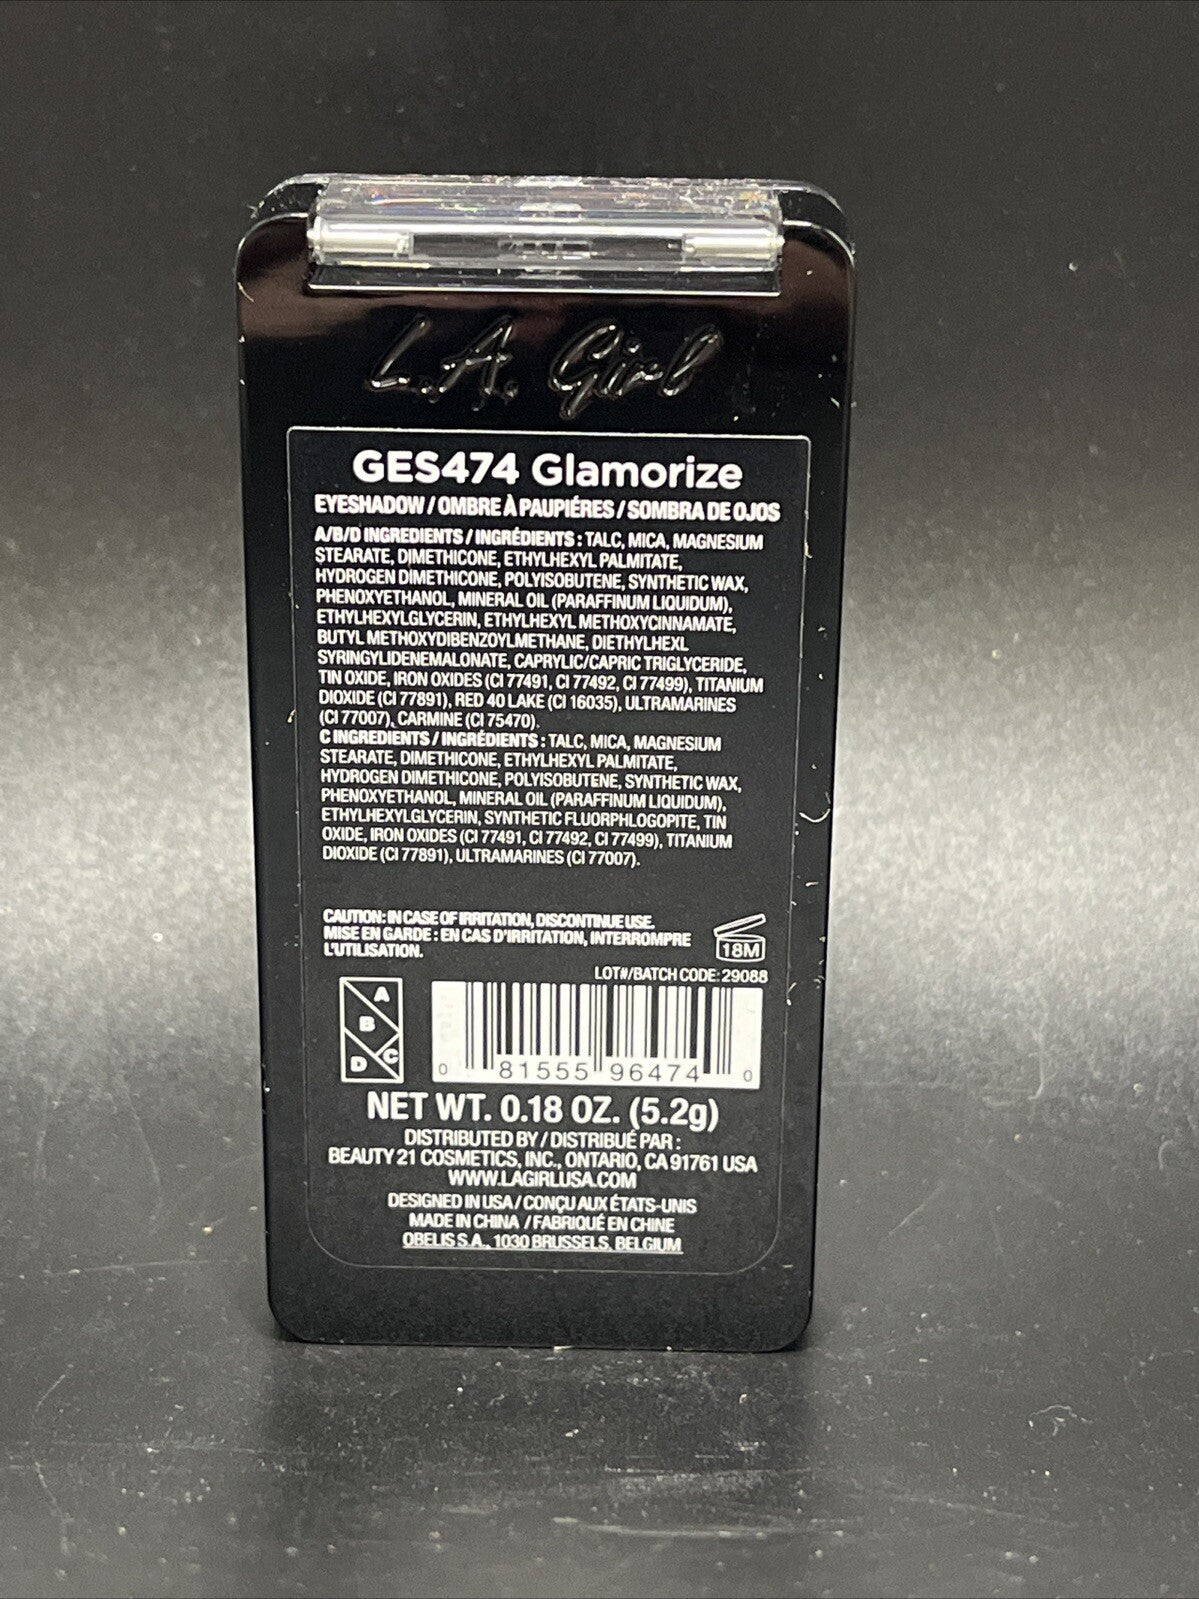 L.A. Girl
GES474 Glamorize
EYESHADOW / OMBRE À PAUPIÉRES / SOMBRA DE OJOS
A/B/D INGREDIENTS / INGRÉDIENTS : TALC, MICA, MAGNESIUM
STEARATE, DIMETHICONE, ETHYLHEXYL PALMITATE,
HYDROGEN DIMETHICONE, POLYISOBUTENE, SYNTHETIC WAX,
PHENOXYETHANOL, MINERAL OIL (PARAFFINUM LIQUIDUM),
ETHYLHEXYLGLYCERIN, ETHYLHEXYL METHOXYCINNAMATE,
BUTYL METHOXYDIBENZOYLMETHANE, DIETHYLHEXL
SYRINGYLIDENEMALONATE, CAPRYLIC/CAPRIC TRIGLYCERIDE,
TIN OXIDE, IRON OXIDES (CI 77491, CI 77492, CI 77499), TITANIUM
DIOXIDE (CI 77891), RED 40 LAKE (CI 16035), ULTRAMARINES
(CI 77007), CARMINE (CI 75470).
C INGREDIENTS / INGRÉDIENTS : TALC, MICA, MAGNESIUM
STEARATE, DIMETHICONE, ETHYLHEXYL PALMITATE,
HYDROGEN DIMETHICONE, POLYISOBUTENE, SYNTHETIC WAX,
PHENOXYETHANOL, MINERAL OIL (PARAFFINUM LIQUIDUM),
ETHYLHEXYLGLYCERIN, SYNTHETIC FLUORPHLOGOPITE, TIN
OXIDE, IRON OXIDES (CI 77491, CI 77492, CI 77499), TITANIUM
DIOXIDE (CI 77891), ULTRAMARINES (CI 77007).
CAUTION: IN CASE OF IRRITATION, DISCONTINUE USE.
MISE EN GARDE : EN CAS D'IRRITATION, INTERROMPRE
L'UTILISATION.
18M
LOT#/BATCH CODE: 29088
A
B
C
D
0 81555 96474 0
NET WT. 0.18 OZ. (5.2g)
DISTRIBUTED BY / DISTRIBUÉ PAR :
BEAUTY 21 COSMETICS, INC., ONTARIO, CA 91761 USA
WWW.LAGIRLUSA.COM
DESIGNED IN USA / CONÇU AUX ÉTATS-UNIS
MADE IN CHINA / FABRIQUÉ EN CHINE
OBELIS S.A., 1030 BRUSSELS, BELGIUM